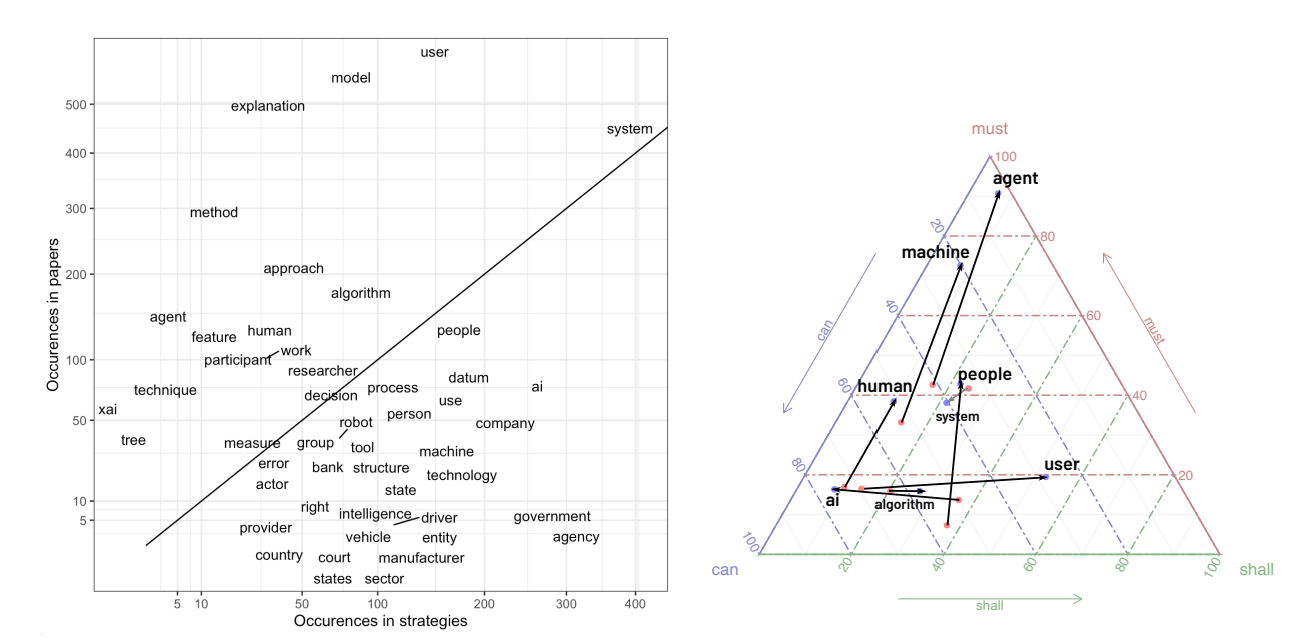 user
model
500
explanation
system
400
300
method
approach
200
algorithm
agent
human
people
feature
work
participant
100
researcher
datum
process
ai
technique
decision
use
xai
person
50
robot
company
tree
measure
group
tool
machine
error
bank
structure
technology
actor
state
10
right
intelligence
driver
government
5
provider
vehicle
entity
agency
country
court
manufacturer
states
sector
5 10 50 100 200 300 400
Occurences in strategies
Occurences in papers
must
100
agent
20
80
machine
40
60
can
must
people
human
60
40
system
user
80
20
ai
algorithm
100
can
20
40
60
80
100
shall
shall